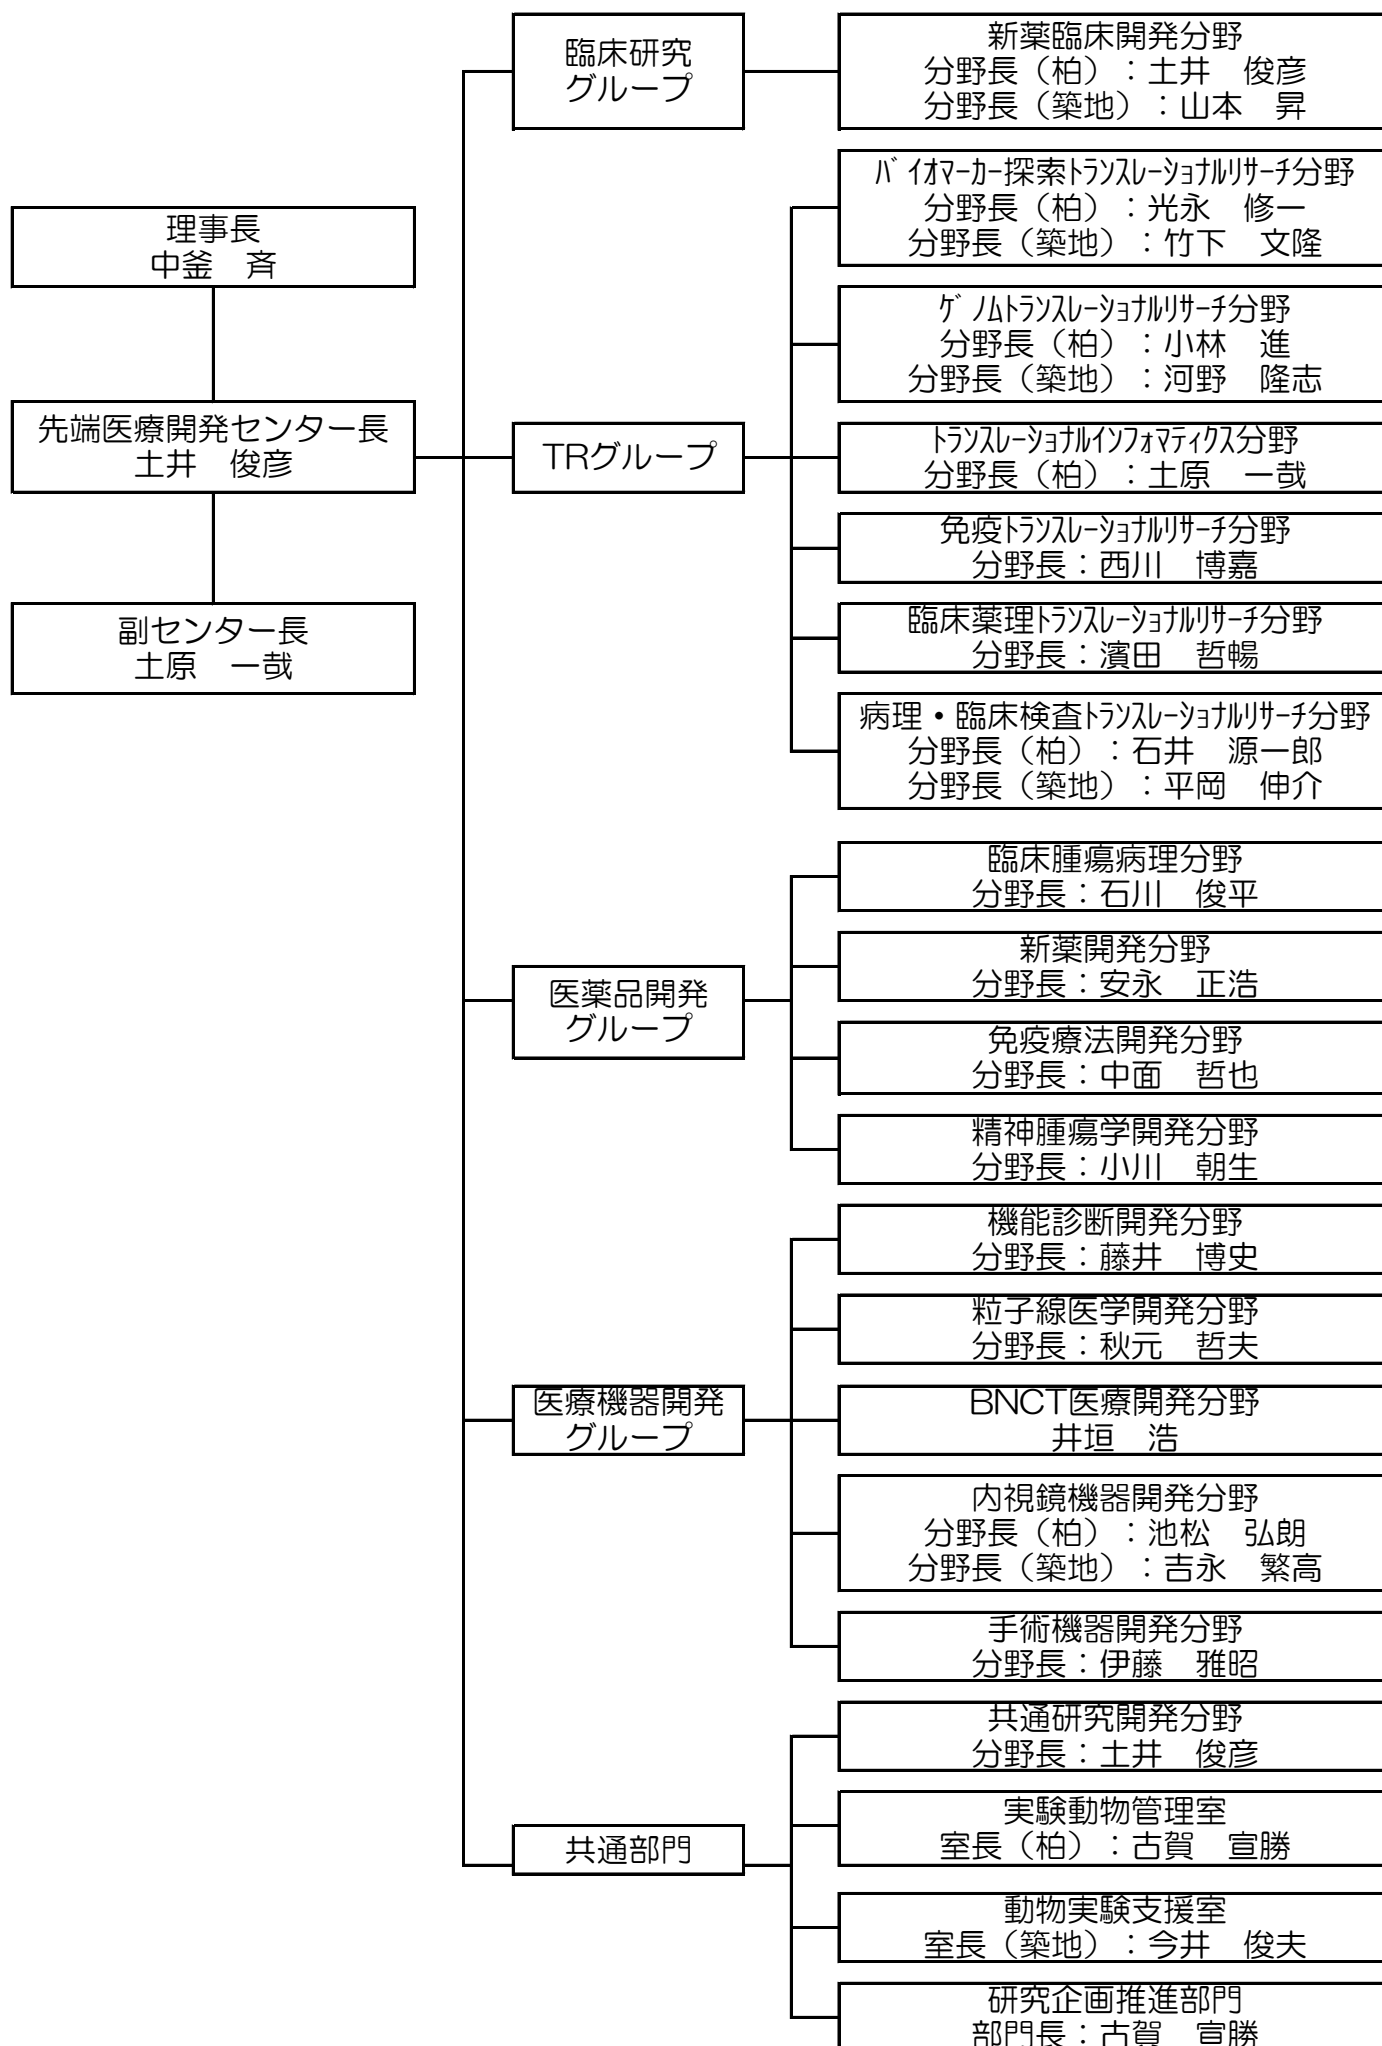 理事長
中釜　斉
先端医療開発センター長
土井　俊彦
副センター長
土原　一哉
臨床研究
グループ
新薬臨床開発分野
分野長（柏）：土井　俊彦
分野長（築地）：山本　昇
TRグループ
ﾊﾞｲｵﾏｰｶｰ探索ﾄﾗﾝｽﾚｰｼｮﾅﾙﾘｻｰﾁ分野
分野長（柏）：光永　修一
分野長（築地）：竹下　文隆
ｹﾞﾉﾑﾄﾗﾝｽﾚｰｼｮﾅﾙﾘｻｰﾁ分野
分野長（柏）：小林　進
分野長（築地）：河野　隆志
ﾄﾗﾝｽﾚｰｼｮﾅﾙｲﾝﾌｫﾏﾃｨｸｽ分野
分野長（柏）：土原　一哉
免疫ﾄﾗﾝｽﾚｰｼｮﾅﾙﾘｻｰﾁ分野
分野長：西川　博嘉
臨床薬理ﾄﾗﾝｽﾚｰｼｮﾅﾙﾘｻｰﾁ分野
分野長：濱田　哲暢
病理・臨床検査ﾄﾗﾝｽﾚｰｼｮﾅﾙﾘｻｰﾁ分野
分野長（柏）：石井　源一郎
分野長（築地）：平岡　伸介
医薬品開発
グループ
臨床腫瘍病理分野
分野長：石川　俊平
新薬開発分野
分野長：安永　正浩
免疫療法開発分野
分野長：中面　哲也
精神腫瘍学開発分野
分野長：小川　朝生
医療機器開発
グループ
機能診断開発分野
分野長：藤井　博史
粒子線医学開発分野
分野長：秋元　哲夫
BNCT医療開発分野
井垣　浩
内視鏡機器開発分野
分野長（柏）：池松　弘朗
分野長（築地）：吉永　繁高
手術機器開発分野
分野長：伊藤　雅昭
共通部門
共通研究開発分野
分野長：土井　俊彦
実験動物管理室
室長（柏）：古賀　宣勝
動物実験支援室
室長（築地）：今井　俊夫
研究企画推進部門
部門長：古賀　宣勝